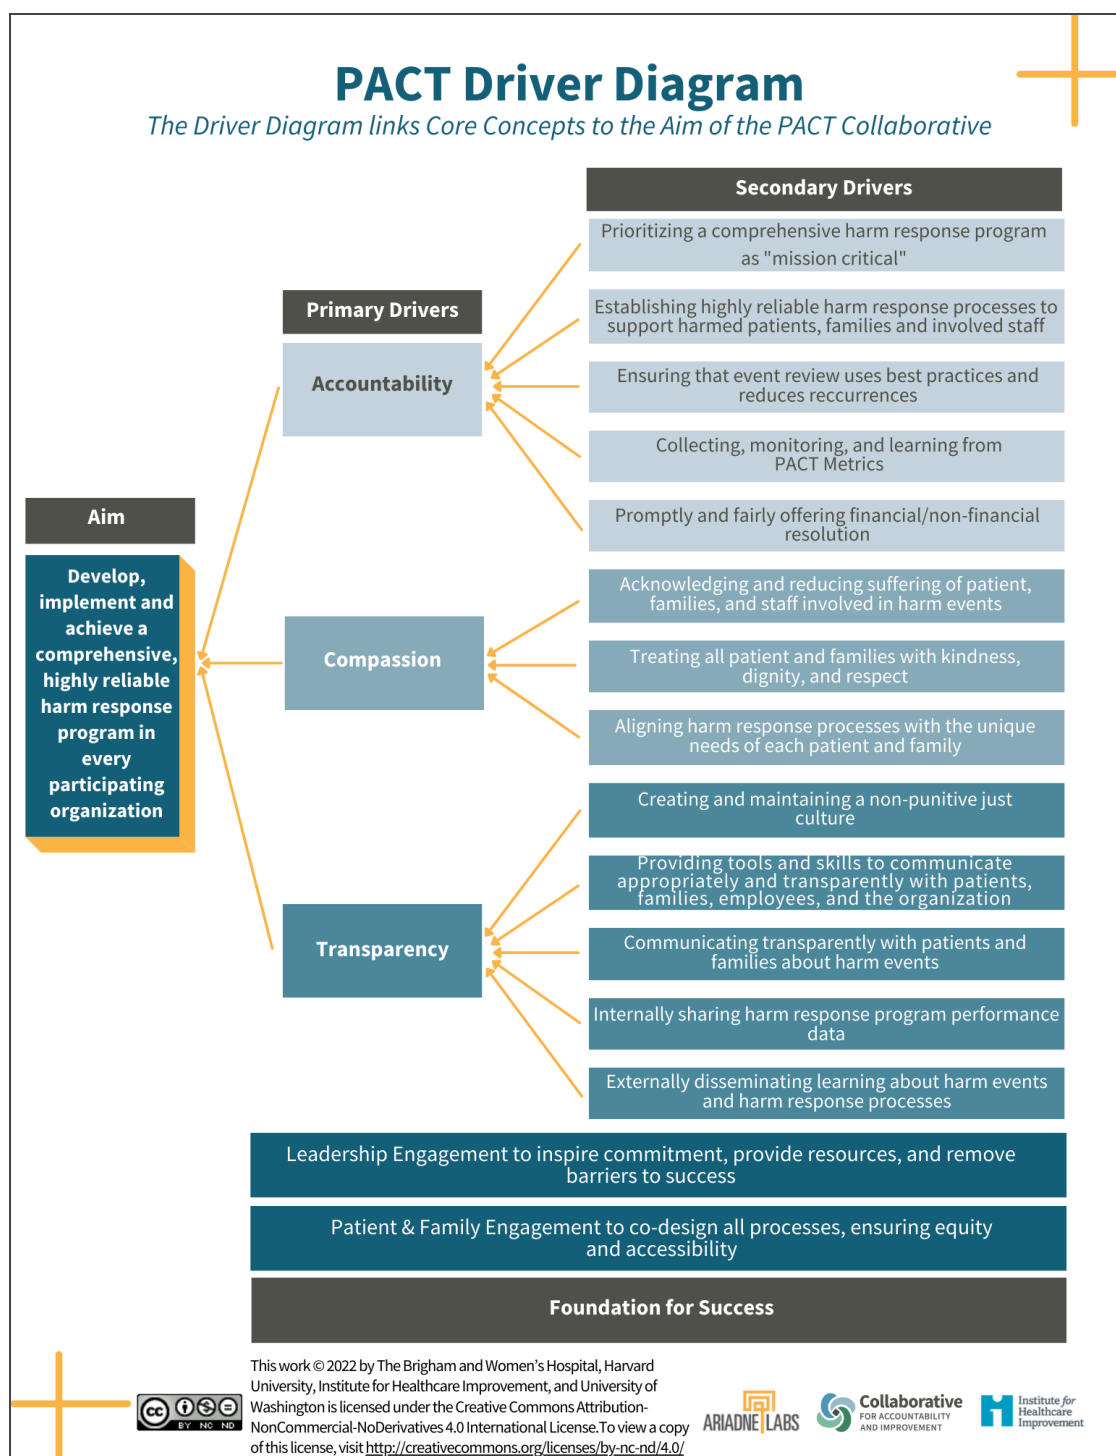 PACT Driver Diagram
The Driver Diagram links Core Concepts to the Aim of the PACT Collaborative
Secondary Drivers
Prioritizing a comprehensive harm response program
as "mission critical"
Establishing highly reliable harm response processes to
support harmed patients, families and involved staff
Ensuring that event review uses best practices and
reduces reccurrences
Collecting, monitoring, and learning from
PACT Metrics
Promptly and fairly offering financial/non-financial
resolution
Primary Drivers
Accountability
Aim
Develop,
implement and
achieve a
comprehensive,
highly reliable
harm response
program in
every
participating
organization
Compassion
Acknowledging and reducing suffering of patient,
families, and staff involved in harm events
Treating all patient and families with kindness,
dignity, and respect
Aligning harm response processes with the unique
needs of each patient and family
Transparency
Creating and maintaining a non-punitive just
culture
Providing tools and skills to communicate
appropriately and transparently with patients,
families, employees, and the organization
Communicating transparently with patients and
families about harm events
Internally sharing harm response program performance
data
Externally disseminating learning about harm events
and harm response processes
Leadership Engagement to inspire commitment, provide resources, and remove
barriers to success
Patient & Family Engagement to co-design all processes, ensuring equity
and accessibility
Foundation for Success
This work © 2022 by The Brigham and Women's Hospital, Harvard
University, Institute for Healthcare Improvement, and University of
Washington is licensed under the Creative Commons Attribution-
NonCommercial-NoDerivatives 4.0 International License.To view a copy
of this license, visit http://creativecommons.org/licenses/by-nc-nd/4.0/
cc
BY NC ND
ARIADNE LABS
Collaborative
FOR ACCOUNTABILITY
AND IMPROVEMENT
Institute for
Healthcare
Improvement